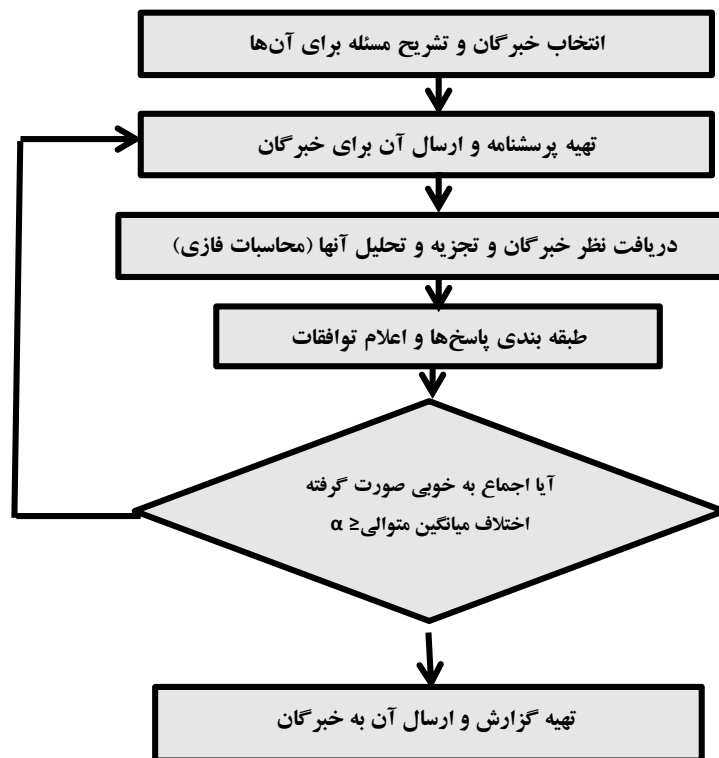 انتخاب خبرگان و تشریح مسئله برای آن‌ها
تهیه پرسشنامه و ارسال آن برای خبرگان
دریافت نظر خبرگان و تجزیه و تحلیل آنها (محاسبات فازی)
طبقه بندی پاسخ‌ها و اعلام توافقات
آیا اجماع به خوبی صورت گرفته
اختلاف میانگین متوالی≤ α
تهیه گزارش و ارسال آن به خبرگان